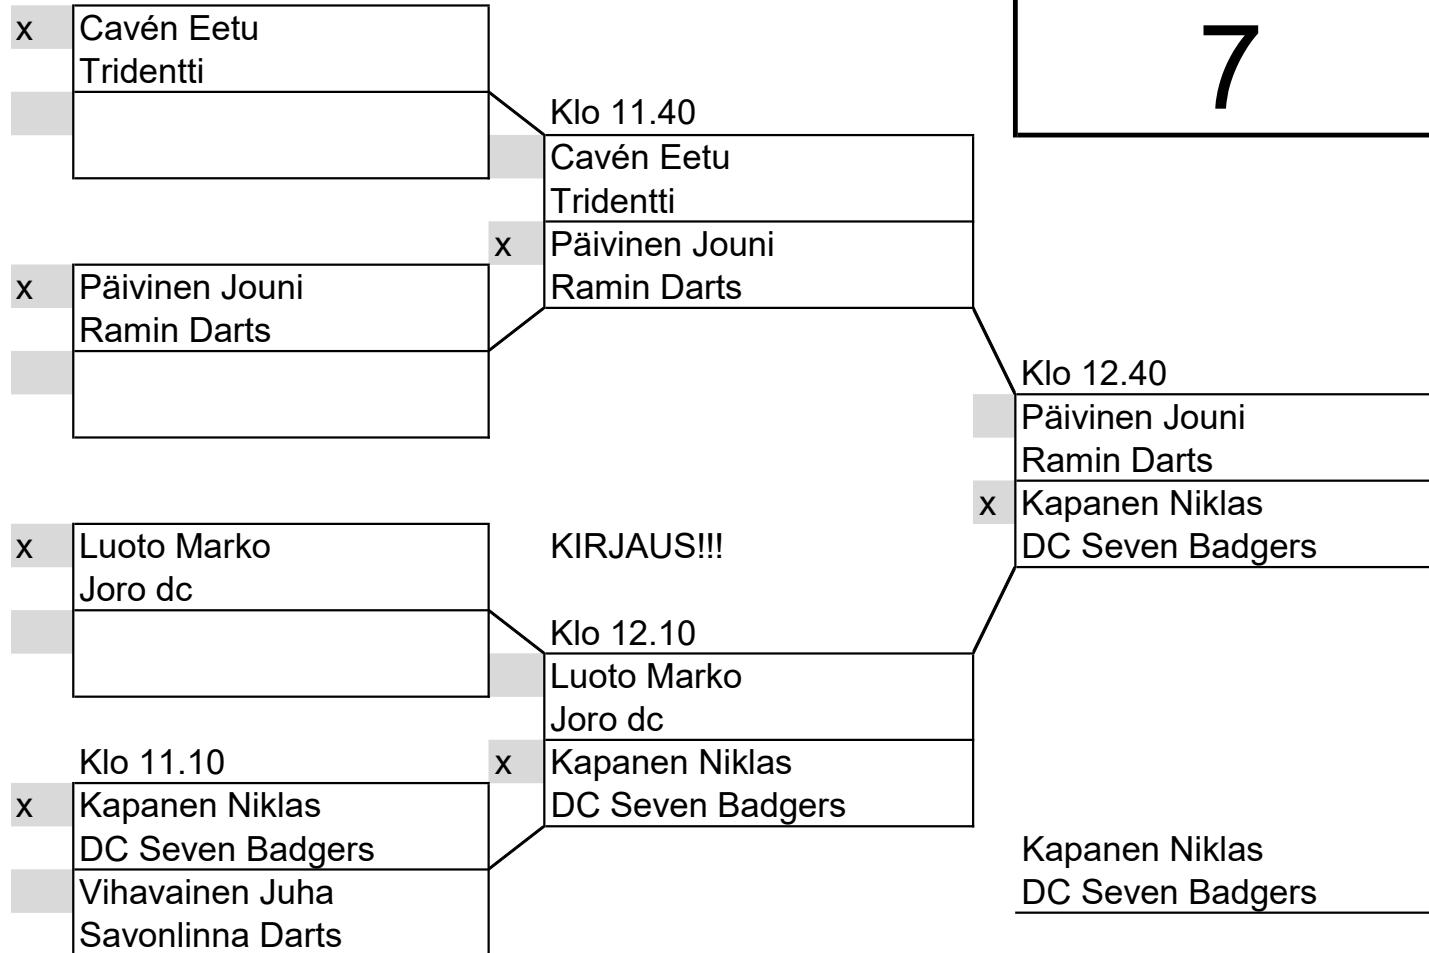 x Cavén Eetu
Tridentti
7
Klo 11.40
Cavén Eetu
Tridentti
x Päivinen Jouni
Ramin Darts
x Päivinen Jouni
Ramin Darts
Klo 12.40
Päivinen Jouni
Ramin Darts
x Kapanen Niklas
DC Seven Badgers
x Luoto Marko
Joro dc
KIRJAUS!!!
Klo 12.10
Luoto Marko
Joro dc
x Kapanen Niklas
DC Seven Badgers
Klo 11.10
x Kapanen Niklas
DC Seven Badgers
Vihavainen Juha
Savonlinna Darts
Kapanen Niklas
DC Seven Badgers